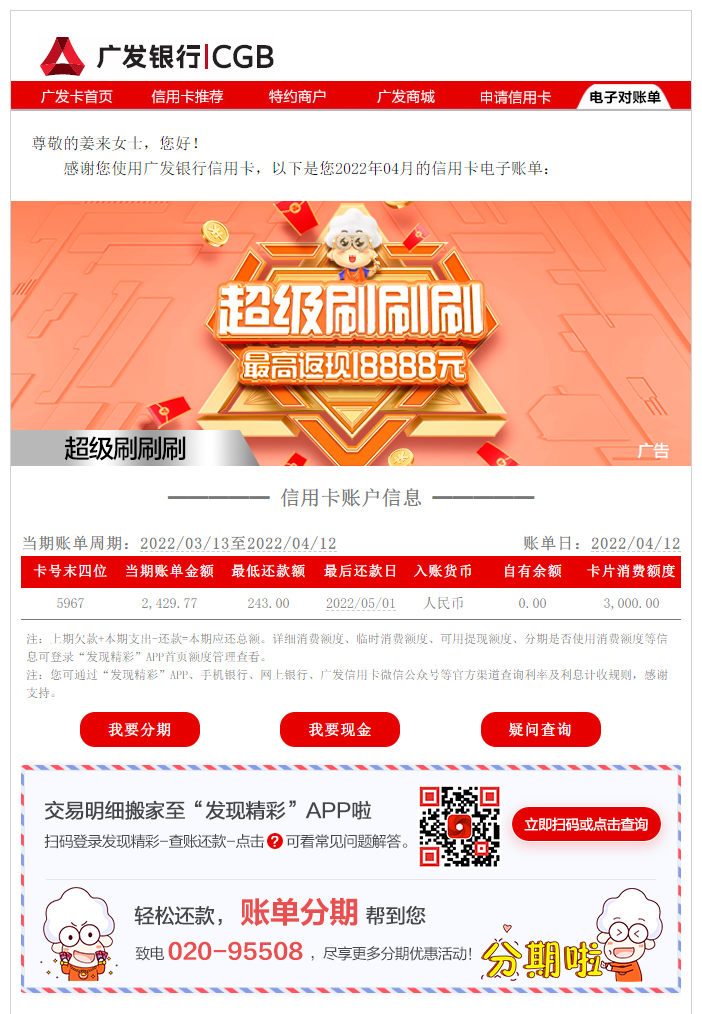 广发银行|CGB
广发卡首页 信用卡推荐 特约商户 广发商城 申请信用卡 电子对账单
尊敬的姜来女士，您好！
感谢您使用广发银行信用卡，以下是您2022年04月的信用卡电子账单：
超级刷刷刷
最高返现18888元
超级刷刷刷
广告
信用卡账户信息
当期账单周期：2022/03/13至2022/04/12 账单日：2022/04/12
卡号末四位 当期账单金额 最低还款额 最后还款日 入账货币 自有余额 卡片消费额度
5967 2,429.77 243.00 2022/05/01 人民币 0.00 3,000.00
注：上期欠款+本期支出-还款=本期应还总额。详细消费额度、临时消费额度、可用提现额度、分期是否使用消费额度等信
息可登录“发现精彩”APP首页额度管理查看。
注：您可通过“发现精彩”APP、手机银行、网上银行、广发信用卡微信公众号等官方渠道查询利率及利息计收规则，感谢
支持。
我要分期 我要现金 疑问查询
交易明细搬家至“发现精彩”APP啦
扫码登录发现精彩-查账还款-点击?可看常见问题解答。
立即扫码或点击查询
轻松还款，账单分期 帮到您
致电 020-95508 ，尽享更多分期优惠活动！
分期啦